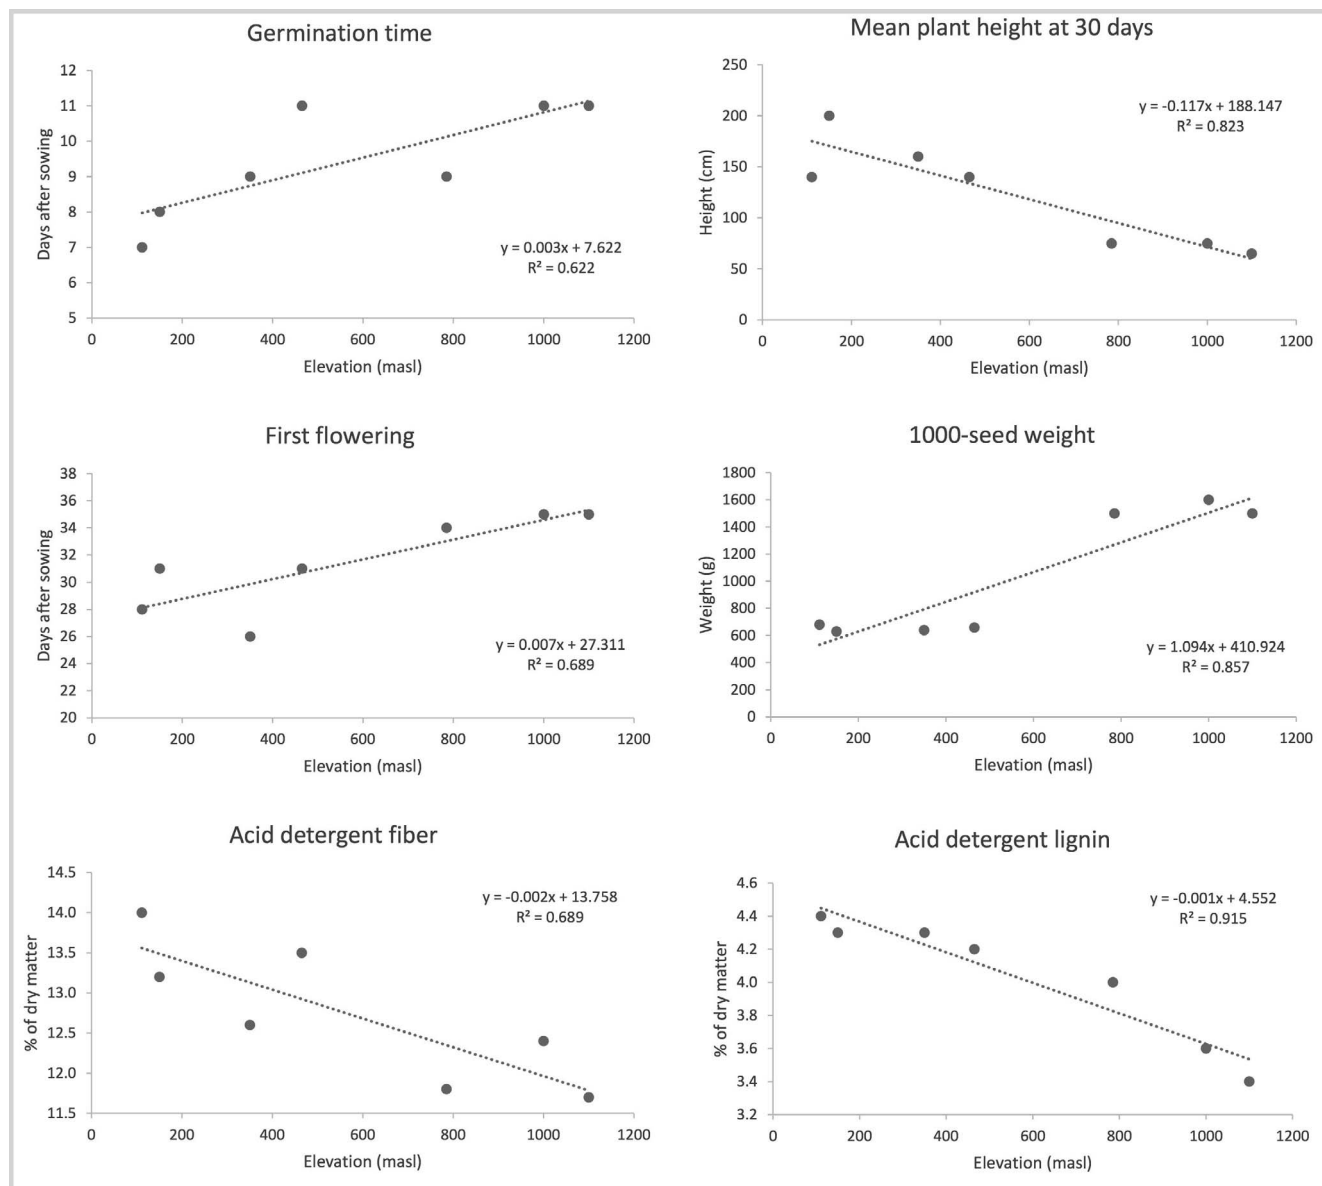 Germination time
12
11
10
9
8
7
6
5
0 200 400 600 800 1000 1200
Days after sowing
Elevation (masl)
y = 0.003x + 7.622
R² = 0.622
Mean plant height at 30 days
250
200
150
100
50
0
0 200 400 600 800 1000 1200
Height (cm)
Elevation (masl)
y = -0.117x + 188.147
R² = 0.823
First flowering
38
36
34
32
30
28
26
24
22
20
0 200 400 600 800 1000 1200
Days after sowing
Elevation (masl)
y = 0.007x + 27.311
R² = 0.689
1000-seed weight
1800
1600
1400
1200
1000
800
600
400
200
0
0 200 400 600 800 1000 1200
Weight (g)
Elevation (masl)
y = 1.094x + 410.924
R² = 0.857
Acid detergent fiber
14.5
14.0
13.5
13.0
12.5
12.0
11.5
0 200 400 600 800 1000 1200
% of dry matter
Elevation (masl)
y = -0.002x + 13.758
R² = 0.689
Acid detergent lignin
4.6
4.4
4.2
4.0
3.8
3.6
3.4
3.2
0 200 400 600 800 1000 1200
% of dry matter
Elevation (masl)
y = -0.001x + 4.552
R² = 0.915